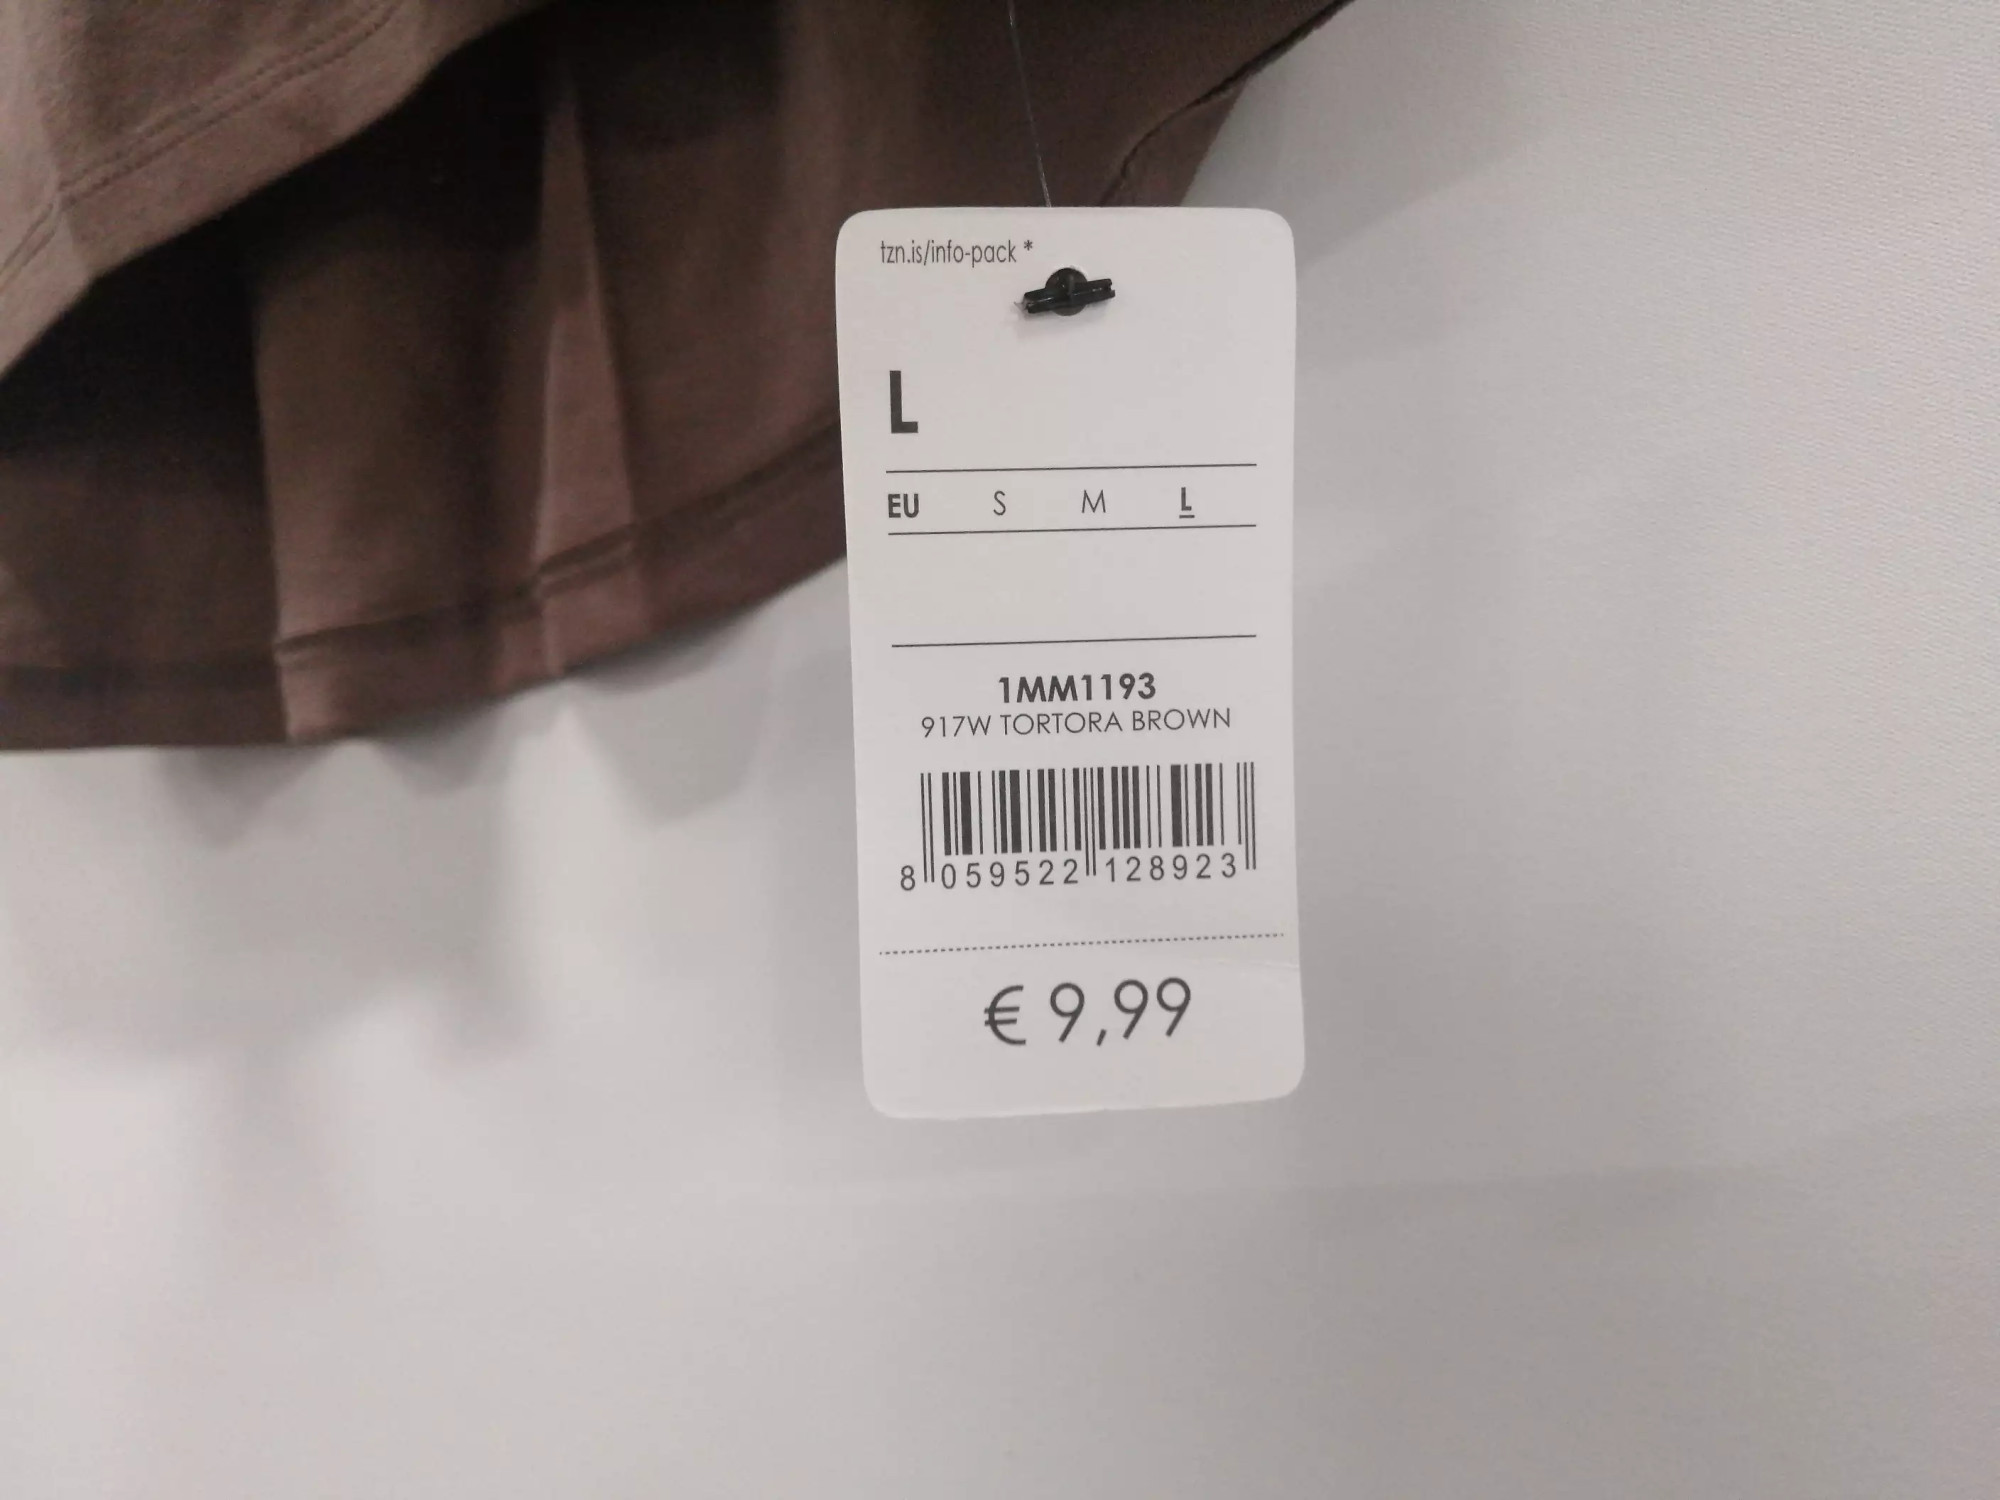 tzn.is/info-pack *
L
EU S M L
1MM1193
917W TORTORA BROWN
8 059522 128923
€ 9,99